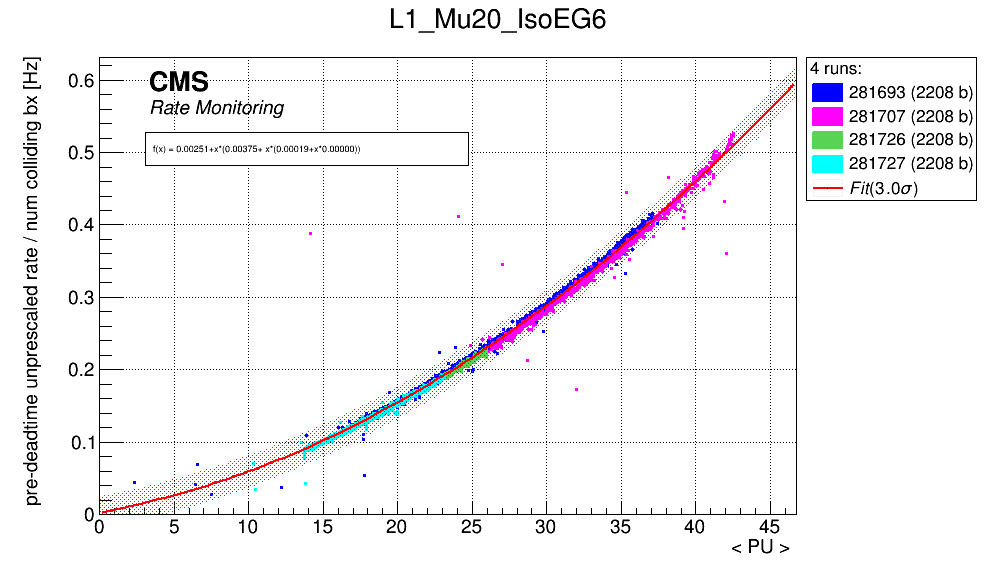 L1_Mu20_IsoEG6
pre-deadtime unprescaled rate / num colliding bx [Hz]
0.6
0.5
0.4
0.3
0.2
0.1
0
CMS
Rate Monitoring
f(x) = 0.00251+x*(0.00375+ x*(0.00019+x*0.00000))
0 5 10 15 20 25 30 35 40 45
< PU >
4 runs:
281693 (2208 b)
281707 (2208 b)
281726 (2208 b)
281727 (2208 b)
Fit(3.0σ)